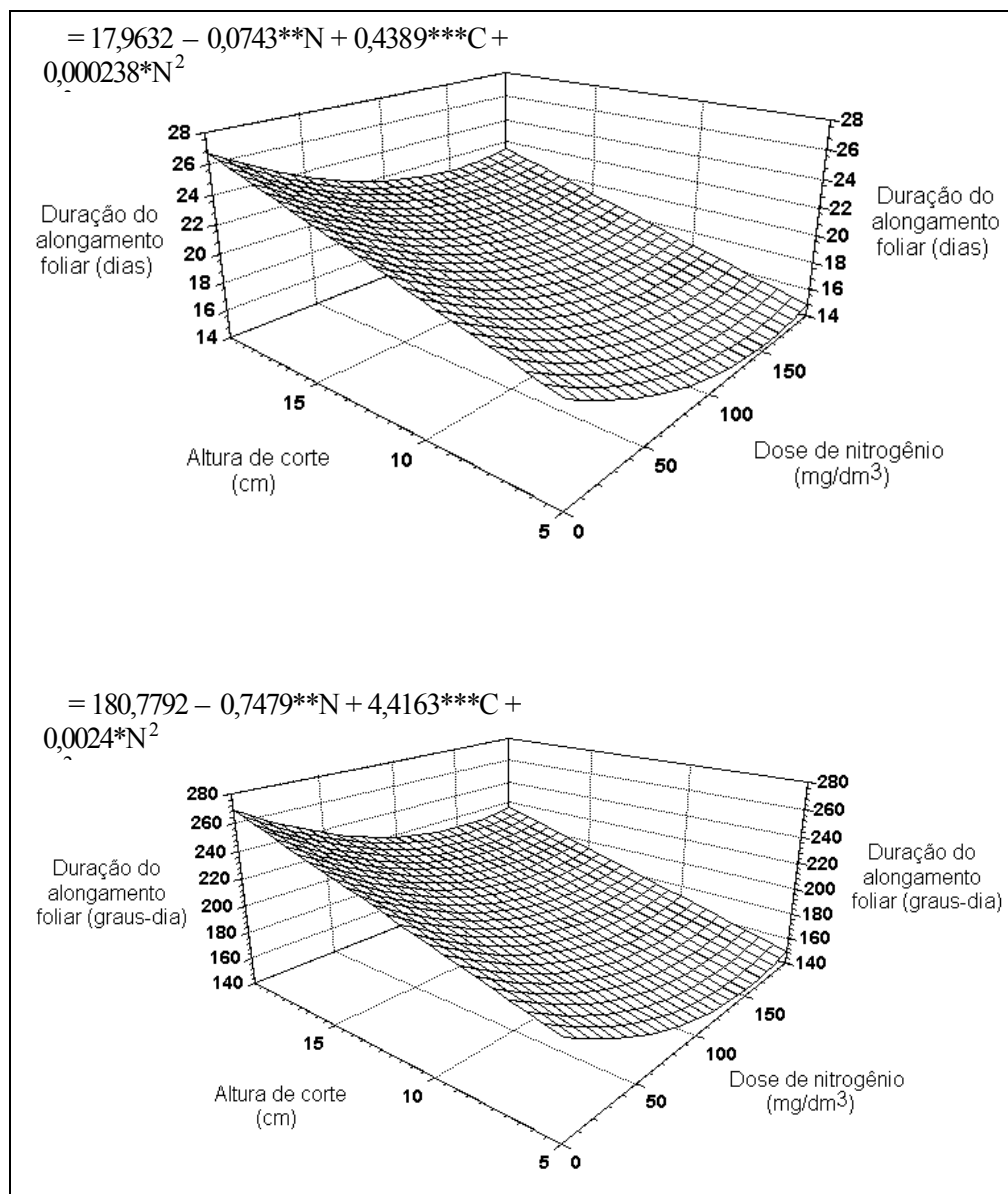 = 17,9632 – 0,0743**N + 0,4389***C +
0,000238*N²
28
26
24
22
20
18
16
14
Duração do
alongamento
foliar (dias)
28
26
24
22
20
18
16
14
Duração do
alongamento
foliar (dias)
15
10
5
Altura de corte
(cm)
0
50
100
150
Dose de nitrogênio
(mg/dm³)
= 180,7792 – 0,7479**N + 4,4163***C +
0,0024*N²
280
260
240
220
200
180
160
140
Duração do
alongamento
foliar (graus-dia)
280
260
240
220
200
180
160
140
Duração do
alongamento
foliar (graus-dia)
15
10
5
Altura de corte
(cm)
0
50
100
150
Dose de nitrogênio
(mg/dm³)